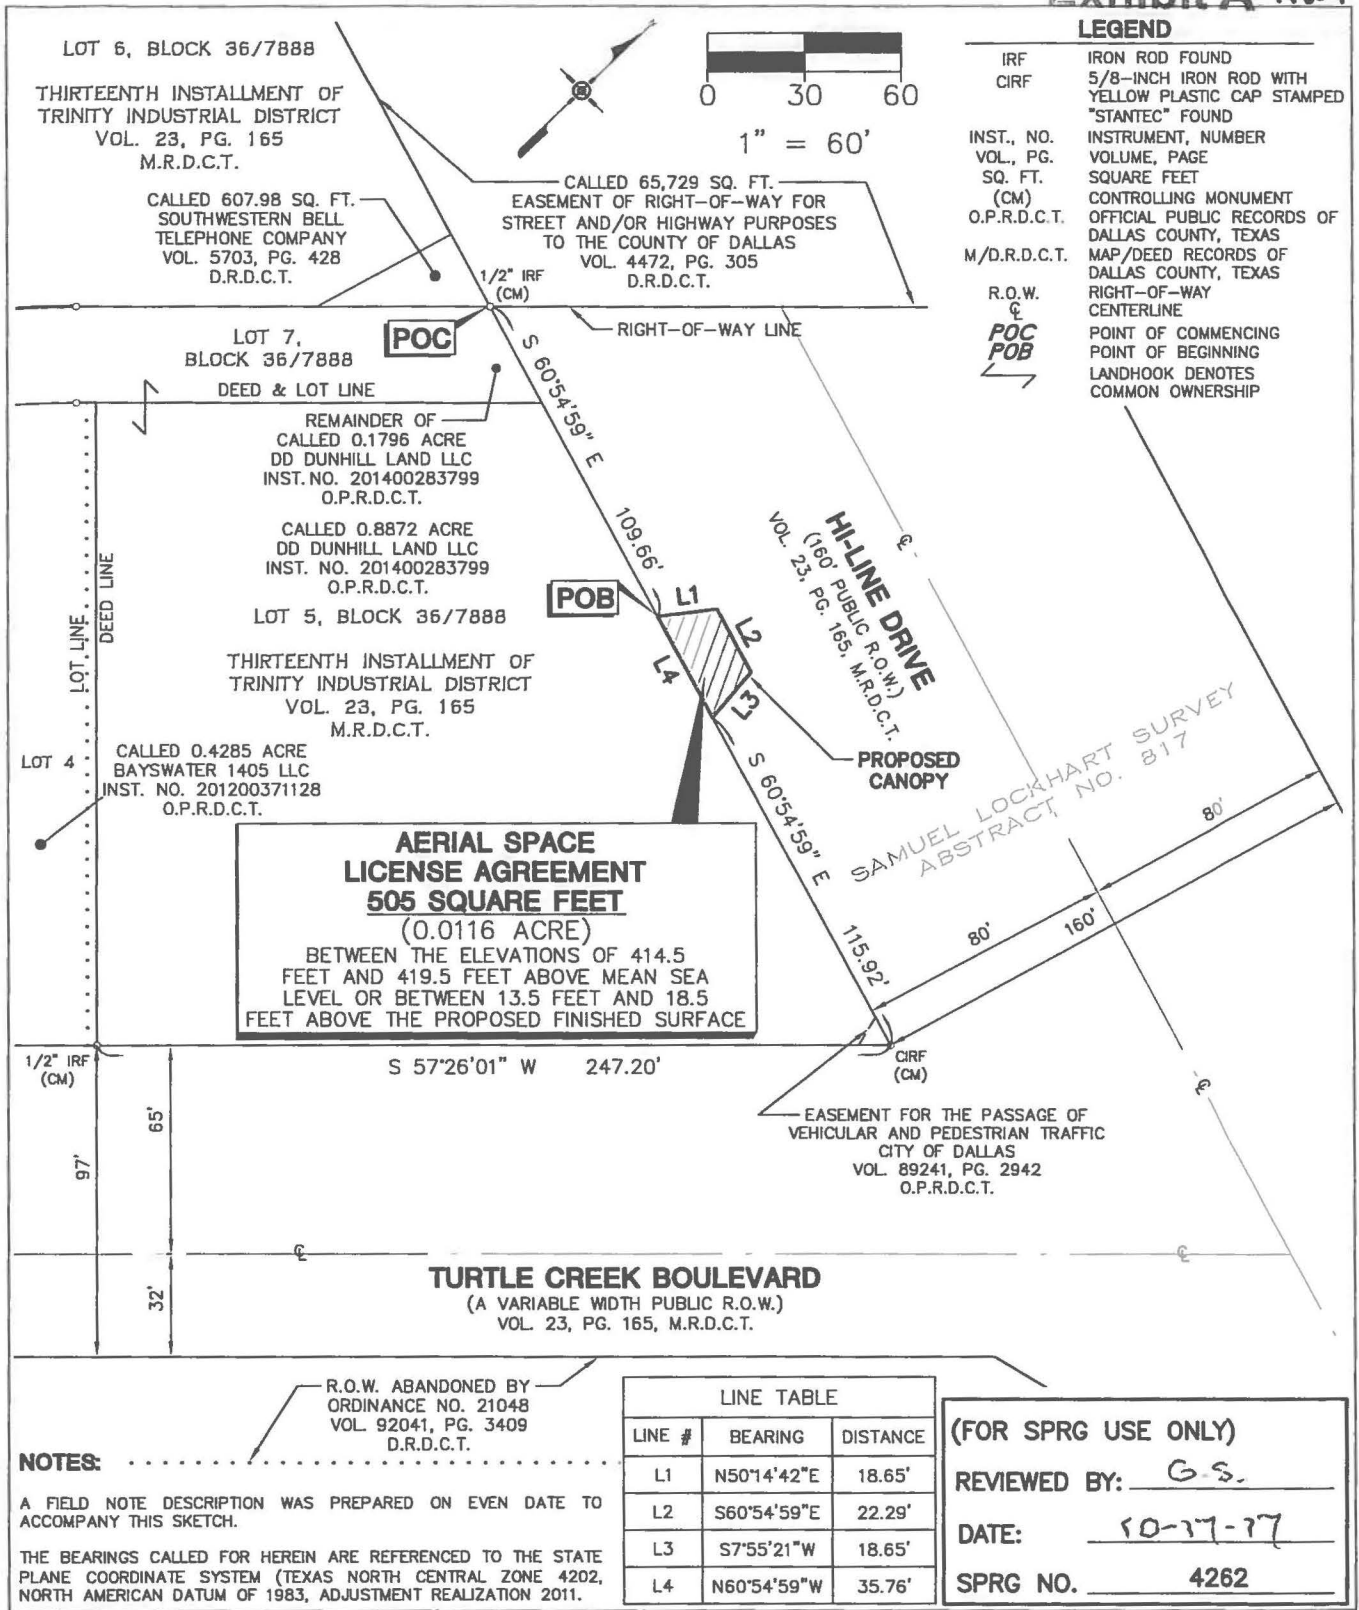 Exhibit A
LEGEND
IRF IRON ROD FOUND
CIRF 5/8-INCH IRON ROD WITH
YELLOW PLASTIC CAP STAMPED
"STANTEC" FOUND
INST., NO. INSTRUMENT, NUMBER
VOL., PG. VOLUME, PAGE
SQ. FT. SQUARE FEET
(CM) CONTROLLING MONUMENT
O.P.R.D.C.T. OFFICIAL PUBLIC RECORDS OF
DALLAS COUNTY, TEXAS
M/D.R.D.C.T. MAP/DEED RECORDS OF
DALLAS COUNTY, TEXAS
R.O.W. RIGHT-OF-WAY
℄ CENTERLINE
POC POINT OF COMMENCING
POB POINT OF BEGINNING
LANDHOOK DENOTES
COMMON OWNERSHIP
LOT 6, BLOCK 36/7888
THIRTEENTH INSTALLMENT OF
TRINITY INDUSTRIAL DISTRICT
VOL. 23, PG. 165
M.R.D.C.T.
0 30 60
1" = 60'
CALLED 607.98 SQ. FT.
SOUTHWESTERN BELL
TELEPHONE COMPANY
VOL. 5703, PG. 428
D.R.D.C.T.
CALLED 65,729 SQ. FT.
EASEMENT OF RIGHT-OF-WAY FOR
STREET AND/OR HIGHWAY PURPOSES
TO THE COUNTY OF DALLAS
VOL. 4472, PG. 305
D.R.D.C.T.
1/2" IRF
(CM)
POC
RIGHT-OF-WAY LINE
LOT 7,
BLOCK 36/7888
DEED & LOT LINE
S 60°54'59" E
109.66'
REMAINDER OF
CALLED 0.1796 ACRE
DD DUNHILL LAND LLC
INST. NO. 201400283799
O.P.R.D.C.T.
CALLED 0.8872 ACRE
DD DUNHILL LAND LLC
INST. NO. 201400283799
O.P.R.D.C.T.
LOT 5, BLOCK 36/7888
THIRTEENTH INSTALLMENT OF
TRINITY INDUSTRIAL DISTRICT
VOL. 23, PG. 165
M.R.D.C.T.
LOT LINE
DEED LINE
POB
L1
L2
L3
L4
HI-LINE DRIVE
(160' PUBLIC R.O.W.)
VOL. 23, PG. 165, M.R.D.C.T.
℄
PROPOSED
CANOPY
SAMUEL LOCKHART SURVEY
ABSTRACT NO. 817
LOT 4
CALLED 0.4285 ACRE
BAYSWATER 1405 LLC
INST. NO. 201200371128
O.P.R.D.C.T.
S 60°54'59" E
115.92'
80'
80'
160'
AERIAL SPACE
LICENSE AGREEMENT
505 SQUARE FEET
(0.0116 ACRE)
BETWEEN THE ELEVATIONS OF 414.5
FEET AND 419.5 FEET ABOVE MEAN SEA
LEVEL OR BETWEEN 13.5 FEET AND 18.5
FEET ABOVE THE PROPOSED FINISHED SURFACE
1/2" IRF
(CM)
S 57°26'01" W 247.20'
CIRF
(CM)
℄
EASEMENT FOR THE PASSAGE OF
VEHICULAR AND PEDESTRIAN TRAFFIC
CITY OF DALLAS
VOL. 89241, PG. 2942
O.P.R.D.C.T.
65'
97'
32'
℄
℄
TURTLE CREEK BOULEVARD
(A VARIABLE WIDTH PUBLIC R.O.W.)
VOL. 23, PG. 165, M.R.D.C.T.
R.O.W. ABANDONED BY
ORDINANCE NO. 21048
VOL. 92041, PG. 3409
D.R.D.C.T.
NOTES:
A FIELD NOTE DESCRIPTION WAS PREPARED ON EVEN DATE TO
ACCOMPANY THIS SKETCH.
THE BEARINGS CALLED FOR HEREIN ARE REFERENCED TO THE STATE
PLANE COORDINATE SYSTEM (TEXAS NORTH CENTRAL ZONE 4202,
NORTH AMERICAN DATUM OF 1983, ADJUSTMENT REALIZATION 2011.
LINE TABLE
LINE # BEARING DISTANCE
L1 N50°14'42"E 18.65'
L2 S60°54'59"E 22.29'
L3 S7°55'21"W 18.65'
L4 N60°54'59"W 35.76'
(FOR SPRG USE ONLY)
REVIEWED BY: G.S.
DATE:
SPRG NO. 4262